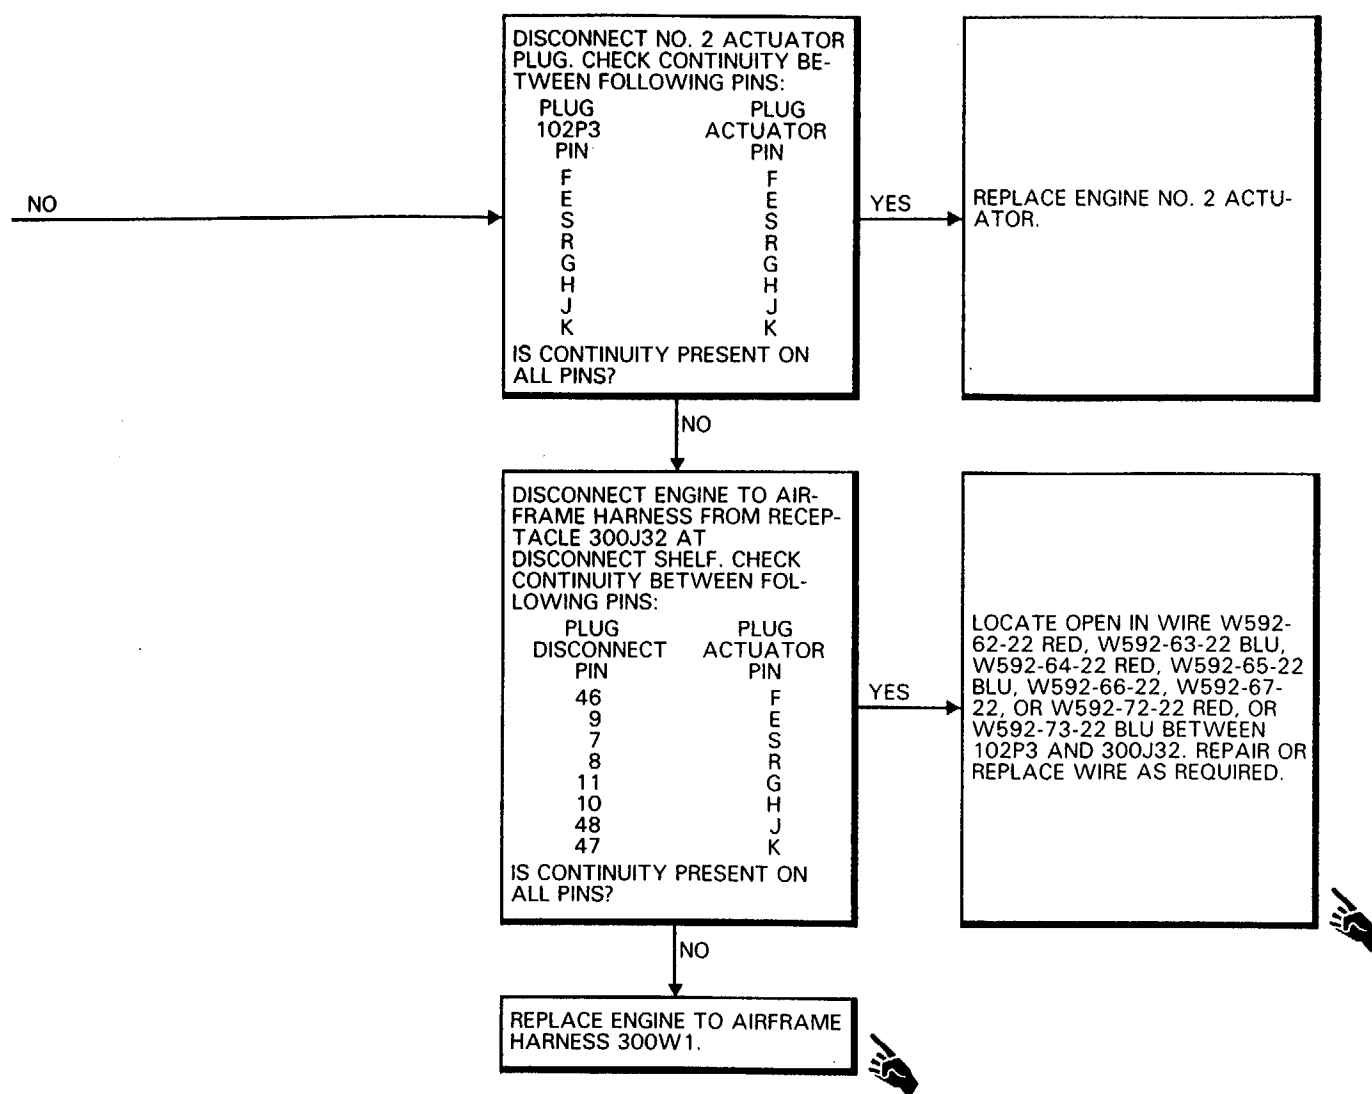 NO
DISCONNECT NO. 2 ACTUATOR
PLUG. CHECK CONTINUITY BE-
TWEEN FOLLOWING PINS:
PLUG PLUG
102P3 ACTUATOR
PIN PIN
F F
E E
S S
R R
G G
H H
J J
K K
IS CONTINUITY PRESENT ON
ALL PINS?
YES
REPLACE ENGINE NO. 2 ACTU-
ATOR.
NO
DISCONNECT ENGINE TO AIR-
FRAME HARNESS FROM RECEP-
TACLE 300J32 AT
DISCONNECT SHELF. CHECK
CONTINUITY BETWEEN FOL-
LOWING PINS:
PLUG PLUG
DISCONNECT ACTUATOR
PIN PIN
46 F
9 E
7 S
8 R
11 G
10 H
48 J
47 K
IS CONTINUITY PRESENT ON
ALL PINS?
YES
LOCATE OPEN IN WIRE W592-
62-22 RED, W592-63-22 BLU,
W592-64-22 RED, W592-65-22
BLU, W592-66-22, W592-67-
22, OR W592-72-22 RED, OR
W592-73-22 BLU BETWEEN
102P3 AND 300J32. REPAIR OR
REPLACE WIRE AS REQUIRED.
NO
REPLACE ENGINE TO AIRFRAME
HARNESS 300W1.